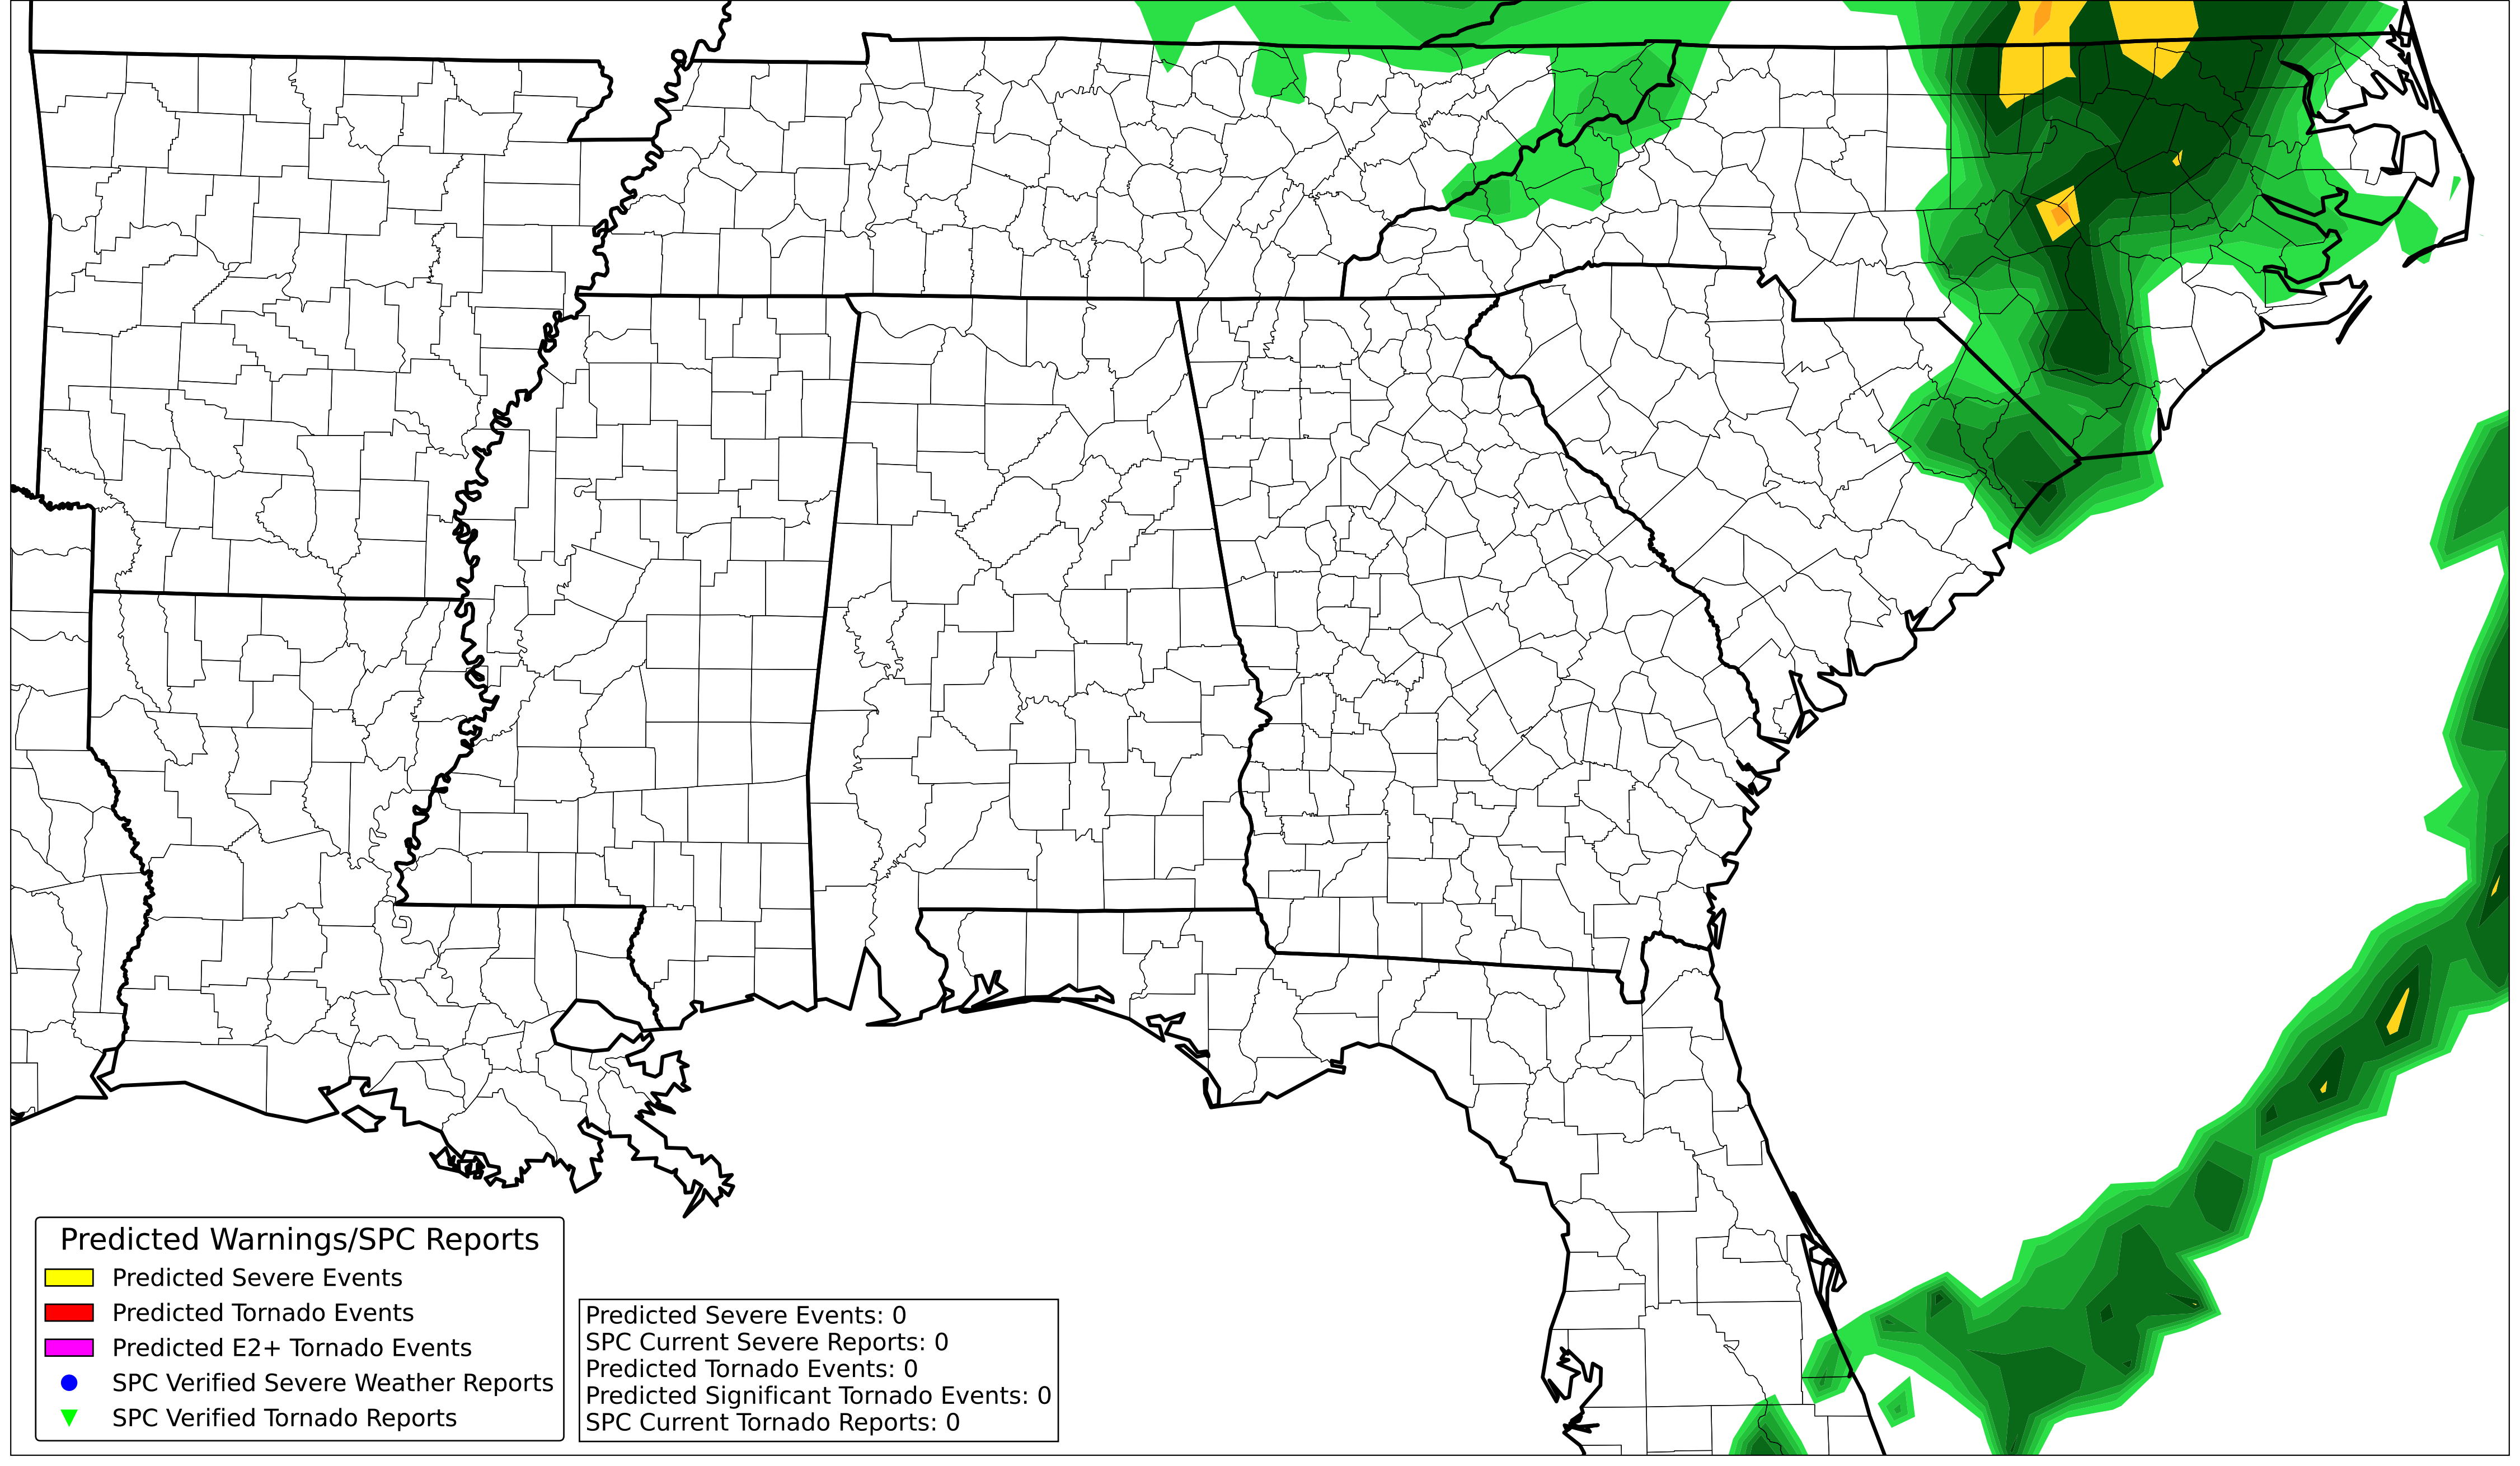 Predicted Warnings/SPC Reports
Predicted Severe Events
Predicted Tornado Events
Predicted E2+ Tornado Events
SPC Verified Severe Weather Reports
SPC Verified Tornado Reports
Predicted Severe Events: 0
SPC Current Severe Reports: 0
Predicted Tornado Events: 0
Predicted Significant Tornado Events: 0
SPC Current Tornado Reports: 0